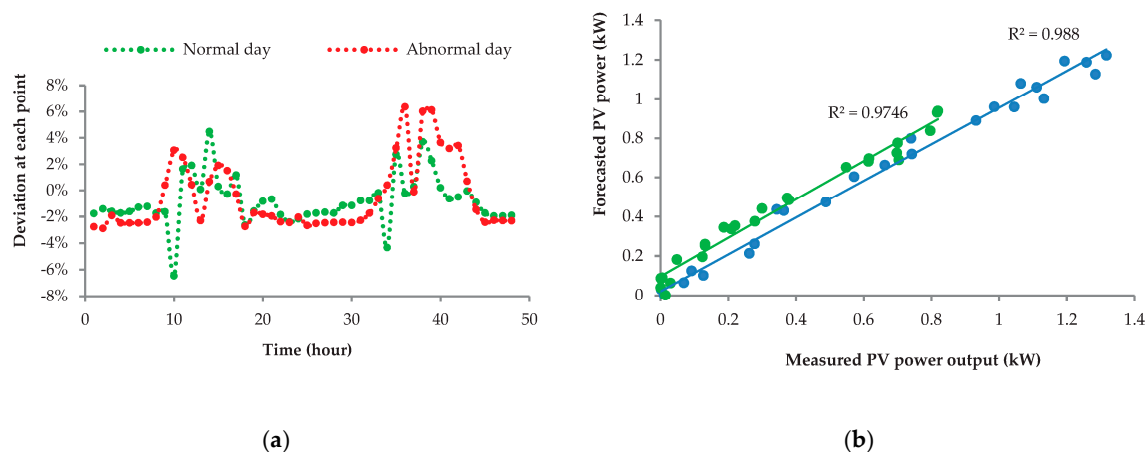 Normal day
Abnormal day
Deviation at each point
8%
6%
4%
2%
0%
-2%
-4%
-6%
-8%
0 10 20 30 40 50
Time (hour)
(a)
Forecasted PV power (kW)
1.4
1.2
1
0.8
0.6
0.4
0.2
0
R² = 0.988
R² = 0.9746
0 0.2 0.4 0.6 0.8 1 1.2 1.4
Measured PV power output (kW)
(b)